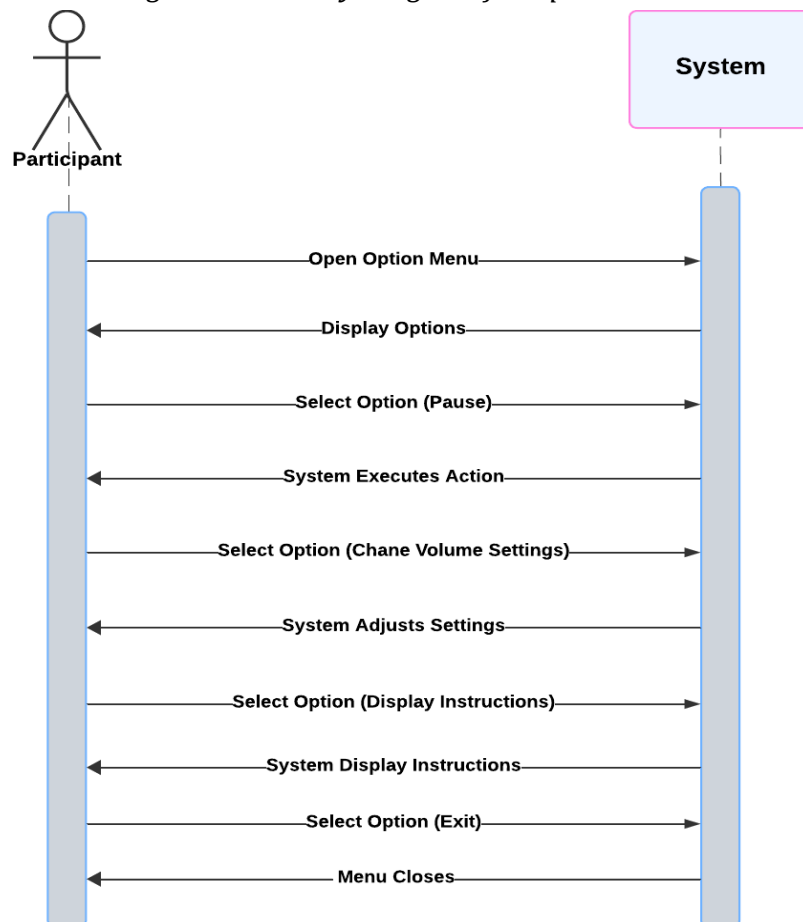 System
Participant
Open Option Menu
Display Options
Select Option (Pause)
System Executes Action
Select Option (Chane Volume Settings)
System Adjusts Settings
Select Option (Display Instructions)
System Display Instructions
Select Option (Exit)
Menu Closes